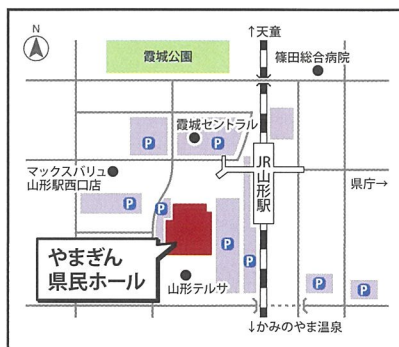 N
↑天童
霞城公園
篠田総合病院
霞城セントラル
P
P
マックスバリュ
山形駅西口店
JR山形駅
県庁→
P
P
P
P
やまぎん
県民ホール
山形テルサ
P
P
↓かみのやま温泉